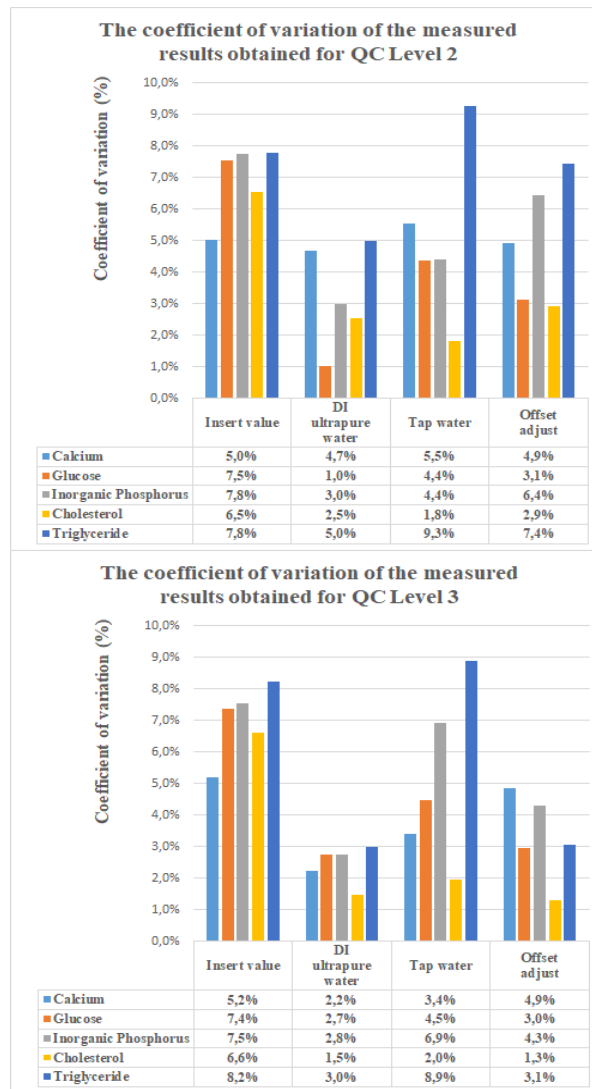 The coefficient of variation of the measured
results obtained for QC Level 2
Coefficient of variation (%)
10,0%
9,0%
8,0%
7,0%
6,0%
5,0%
4,0%
3,0%
2,0%
1,0%
0,0%
Insert value DI ultrapure water Tap water Offset adjust
Calcium 5,0% 4,7% 5,5% 4,9%
Glucose 7,5% 1,0% 4,4% 3,1%
Inorganic Phosphorus 7,8% 3,0% 4,4% 6,4%
Cholesterol 6,5% 2,5% 1,8% 2,9%
Triglyceride 7,8% 5,0% 9,3% 7,4%
The coefficient of variation of the measured
results obtained for QC Level 3
Coefficient of variation (%)
10,0%
9,0%
8,0%
7,0%
6,0%
5,0%
4,0%
3,0%
2,0%
1,0%
0,0%
Insert value DI ultrapure water Tap water Offset adjust
Calcium 5,2% 2,2% 3,4% 4,9%
Glucose 7,4% 2,7% 4,5% 3,0%
Inorganic Phosphorus 7,5% 2,8% 6,9% 4,3%
Cholesterol 6,6% 1,5% 2,0% 1,3%
Triglyceride 8,2% 3,0% 8,9% 3,1%